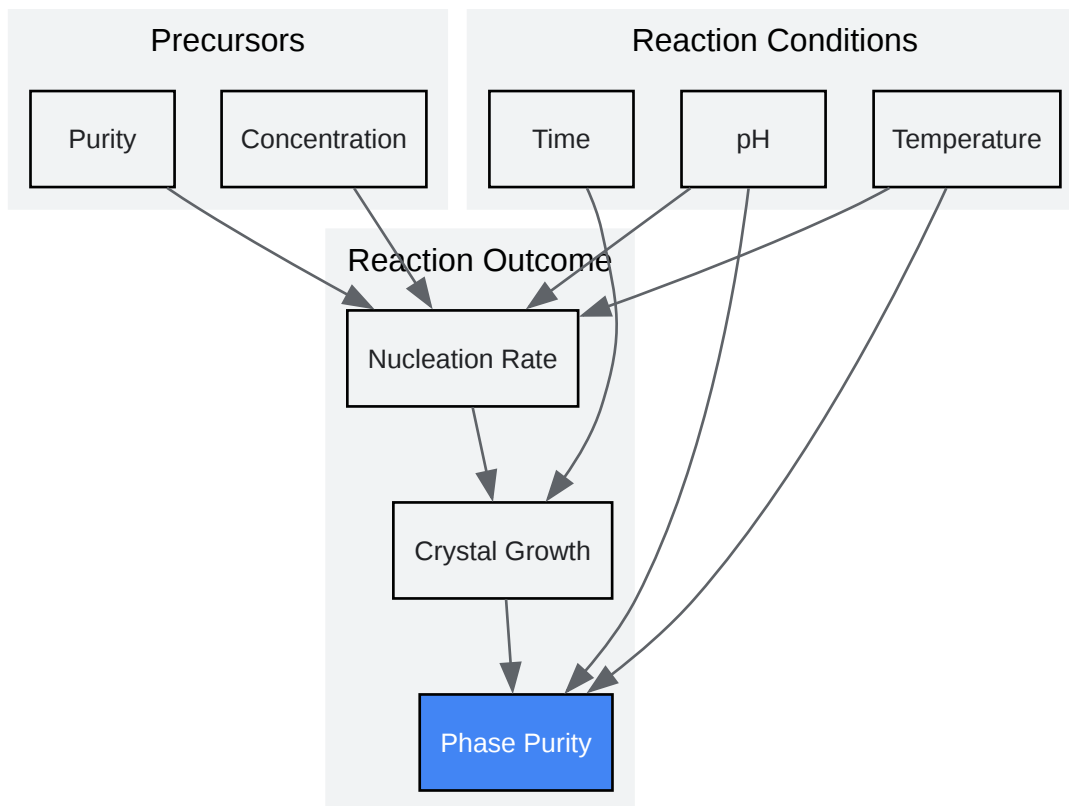 Precursors
Reaction Conditions
Purity
Concentration
Time
pH
Temperature
Reaction Outcome
Nucleation Rate
Crystal Growth
Phase Purity